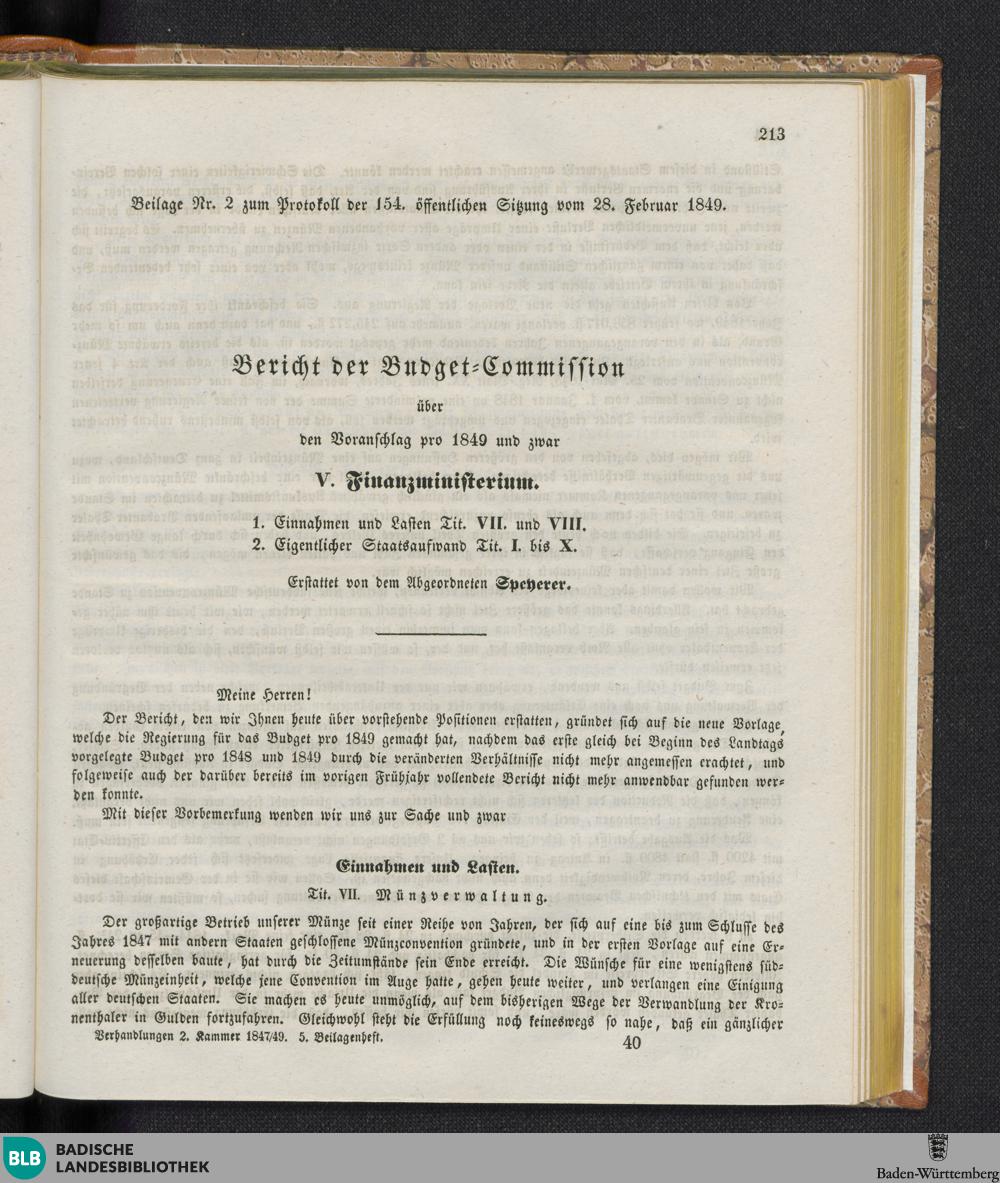 213
Beilage Nr. 2 zum Protokoll der 154. öffentlichen Sitzung vom 28. Februar 1849.
Bericht der Budget-Commission
über
den Voranschlag pro 1849 und zwar
V. Finanzministerium.
1. Einnahmen und Lasten Tit. VII. und VIII.
2. Eigentlicher Staatsaufwand Tit. I. bis X.
Erstattet von dem Abgeordneten Speyerer.
Meine Herren!
Der Bericht, den wir Ihnen heute über vorstehende Positionen erstatten, gründet sich auf die neue Vorlage,
welche die Regierung für das Budget pro 1849 gemacht hat, nachdem das erste gleich bei Beginn des Landtags
vorgelegte Budget pro 1848 und 1849 durch die veränderten Verhältnisse nicht mehr angemessen erachtet, und
folgeweise auch der darüber bereits im vorigen Frühjahr vollendete Bericht nicht mehr anwendbar gefunden wer-
den konnte.
Mit dieser Vorbemerkung wenden wir uns zur Sache und zwar
Einnahmen und Lasten.
Tit. VII. Münzverwaltung.
Der großartige Betrieb unserer Münze seit einer Reihe von Jahren, der sich auf eine bis zum Schlusse des
Jahres 1847 mit andern Staaten geschlossene Münzconvention gründete, und in der ersten Vorlage auf eine Er-
neuerung desselben baute, hat durch die Zeitumstände sein Ende erreicht. Die Wünsche für eine wenigstens süd-
deutsche Münzeinheit, welche jene Convention im Auge hatte, gehen heute weiter, und verlangen eine Einigung
aller deutschen Staaten. Sie machen es heute unmöglich, auf dem bisherigen Wege der Verwandlung der Kro-
nenthaler in Gulden fortzufahren. Gleichwohl steht die Erfüllung noch keineswegs so nahe, daß ein gänzlicher
Verhandlungen 2. Kammer 1847/49. 5. Beilagenheft.
40
BLB BADISCHE
LANDESBIBLIOTHEK
Baden-Württemberg